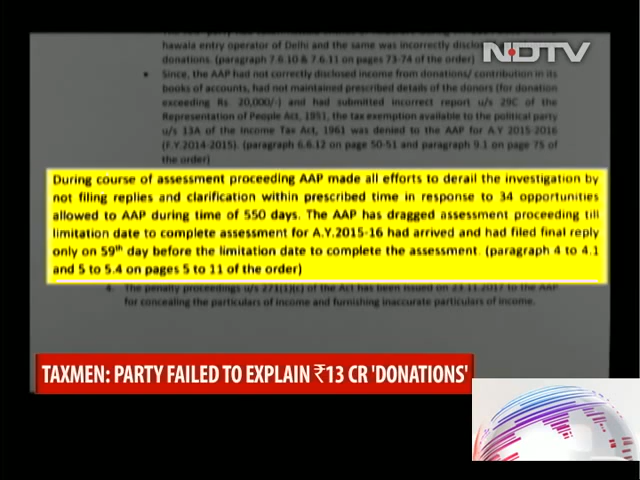 hawala entry operator of Delhi and the same was incorrectly
donations. (paragraph 7.6.10 & 7.6.11 on pages 73-74 of the order)
NDTV
• Since, the AAP had not correctly disclosed income from donations/ contribution in its
books of accounts, had not maintained prescribed details of the donors (for donation
exceeding Rs. 20,000/-) and had submitted incorrect report u/s 29C of the
Representation of People Act, 1951, the tax exemption available to the political party
u/s 13A of the Income Tax Act, 1961 was denied to the AAP for A.Y 2015-2016
(F.Y.2014-2015). (paragraph 6.6.12 on page 50-51 and paragraph 9.1 on page 75 of
the order)
During course of assessment proceeding AAP made all efforts to derail the investigation by
not filing replies and clarification within prescribed time in response to 34 opportunities
allowed to AAP during time of 550 days. The AAP has dragged assessment proceeding till
limitation date to complete assessment for A.Y.2015-16 had arrived and had filed final reply
only on 59th day before the limitation date to complete the assessment. (paragraph 4 to 4.1
and 5 to 5.4 on pages 5 to 11 of the order)
4. The penalty proceedings u/s 271(1)(c) of the Act has been issued on 23.11.2017 to the AAP
for concealing the particulars of income and furnishing inaccurate particulars of income.
TAXMEN: PARTY FAILED TO EXPLAIN ₹13 CR 'DONATIONS'